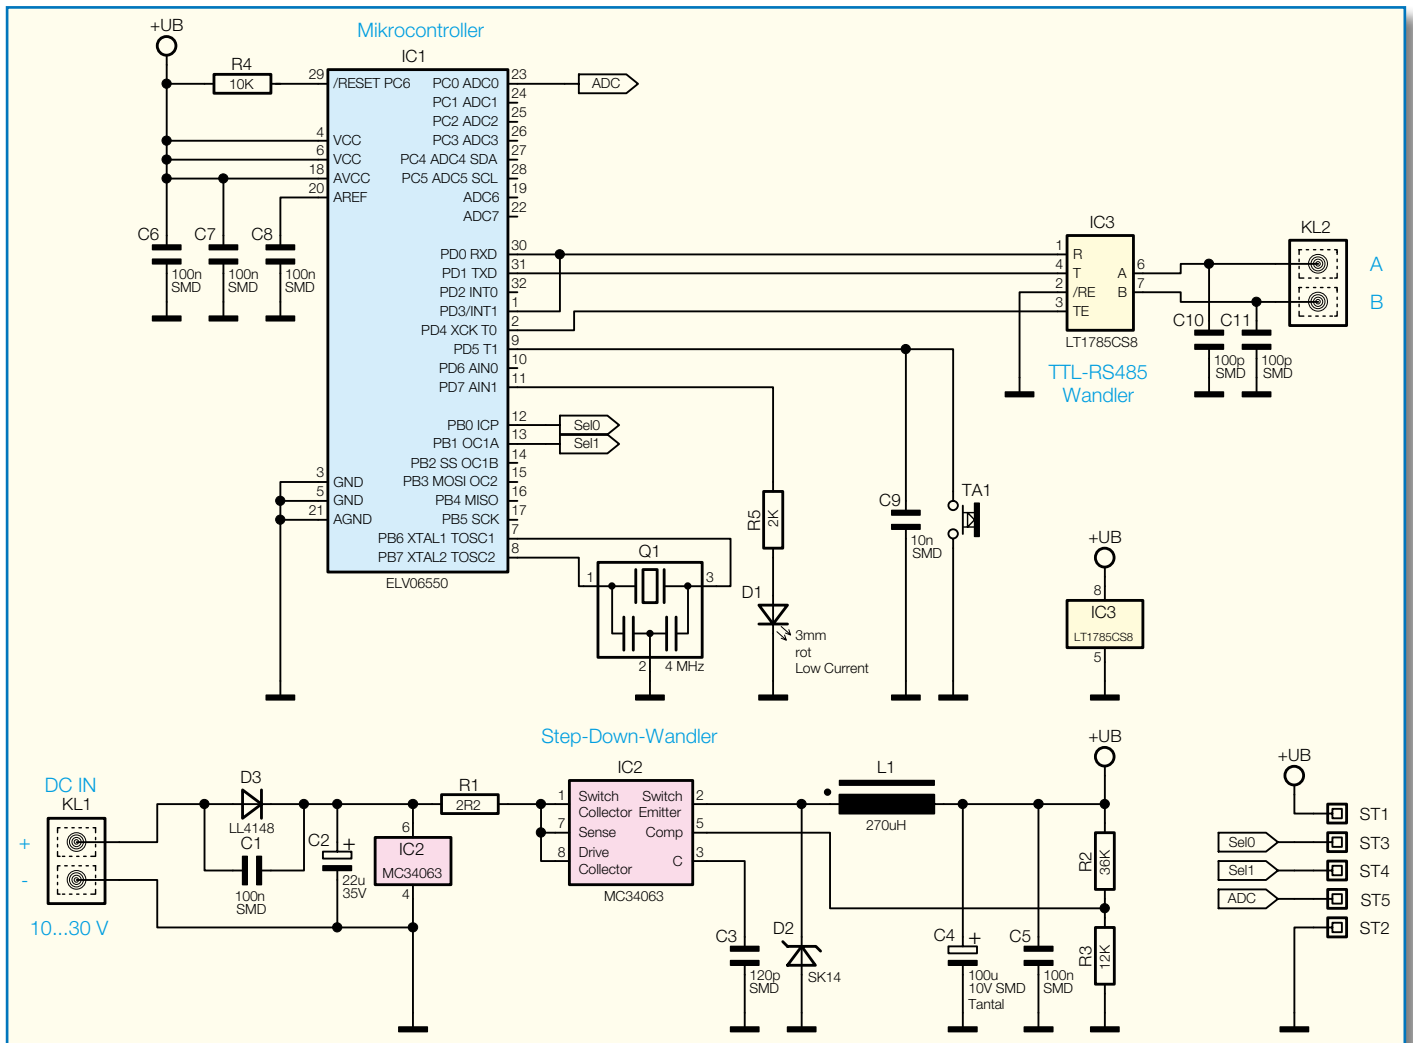 +UB
Mikrocontroller
IC1
R4
10K
29
/RESET PC6
PC0 ADC0
23
ADC
PC1 ADC1
24
PC2 ADC2
25
4
VCC
PC3 ADC3
26
6
VCC
PC4 ADC4 SDA
27
18
AVCC
PC5 ADC5 SCL
28
20
AREF
ADC6
19
ADC7
22
C6
100n
SMD
C7
100n
SMD
C8
100n
SMD
PD0 RXD
30
PD1 TXD
31
PD2 INT0
32
PD3/INT1
1
PD4 XCK T0
2
PD5 T1
9
PD6 AIN0
10
PD7 AIN1
11
PB0 ICP
12
Sel0
PB1 OC1A
13
Sel1
PB2 SS OC1B
14
3
GND
PB3 MOSI OC2
15
5
GND
PB4 MISO
16
21
AGND
PB5 SCK
17
PB6 XTAL1 TOSC1
7
PB7 XTAL2 TOSC2
8
ELV06550
IC3
1
R
4
T
A
6
2
/RE
B
7
3
TE
LT1785CS8
TTL-RS485
Wandler
KL2
A
B
C10
100p
SMD
C11
100p
SMD
Q1
1
3
2
4 MHz
R5
2K
D1
3mm
rot
Low Current
C9
10n
SMD
TA1
+UB
8
IC3
LT1785CS8
5
Step-Down-Wandler
DC IN
KL1
+
-
10...30 V
D3
LL4148
C1
100n
SMD
C2
+
22u
35V
6
IC2
MC34063
4
R1
2R2
IC2
1
Switch
Collector
Switch
Emitter
2
7
Sense
Comp
5
8
Drive
Collector
C
3
MC34063
L1
270uH
C3
120p
SMD
D2
SK14
C4
+
100u
10V SMD
Tantal
C5
100n
SMD
+UB
R2
36K
R3
12K
+UB
ST1
Sel0
ST3
Sel1
ST4
ADC
ST5
ST2